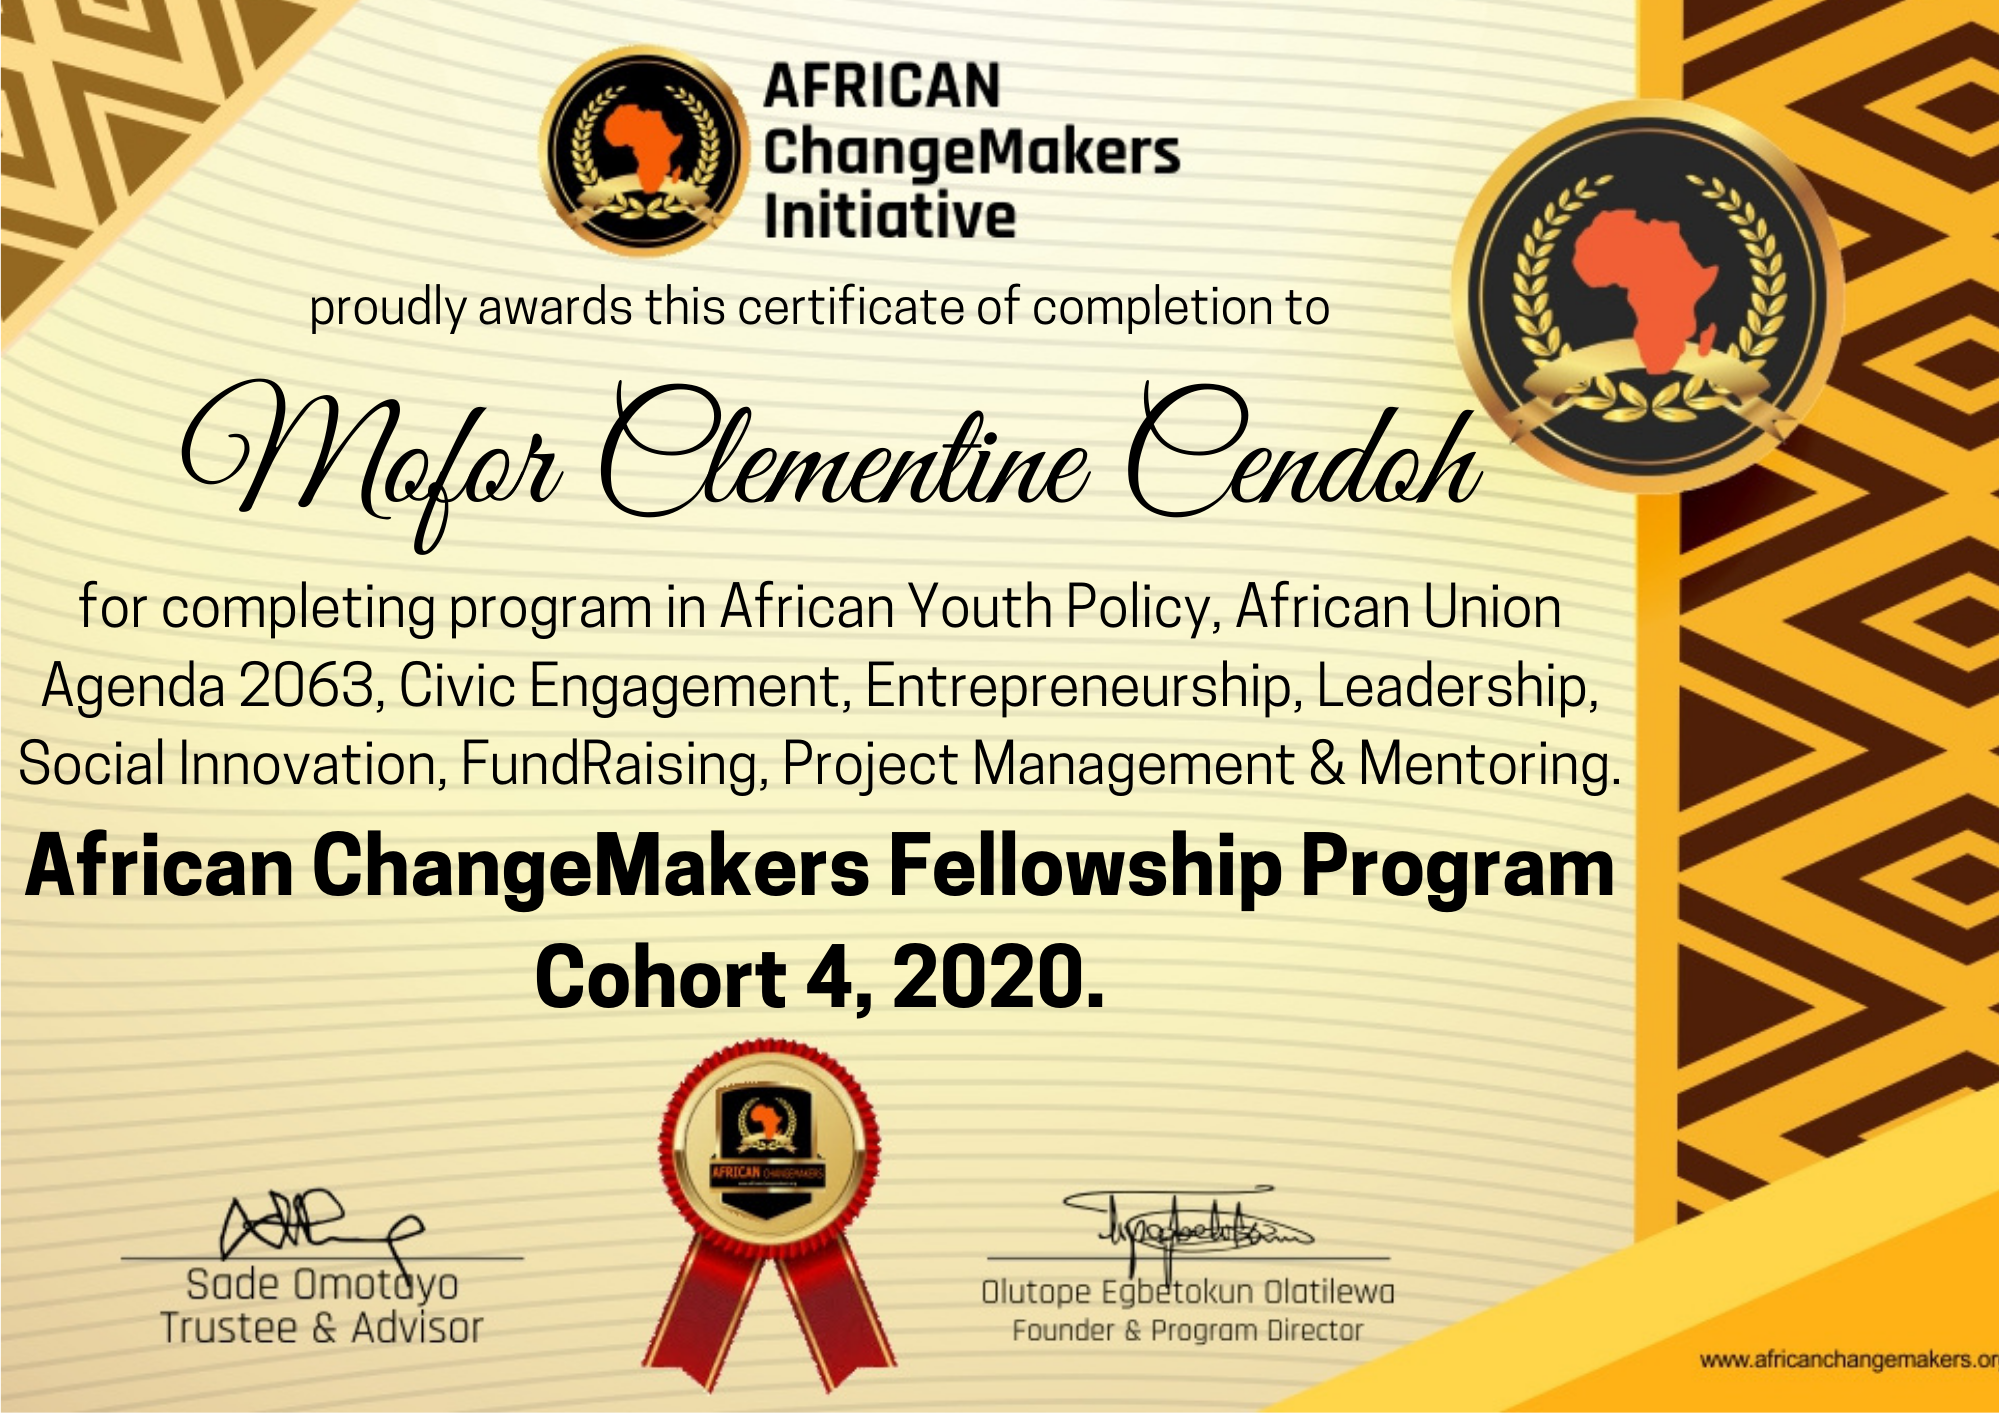 AFRICAN
ChangeMakers
Initiative
proudly awards this certificate of completion to
Mofor Clementine Cendoh
for completing program in African Youth Policy, African Union
Agenda 2063, Civic Engagement, Entrepreneurship, Leadership,
Social Innovation, FundRaising, Project Management & Mentoring.
African ChangeMakers Fellowship Program
Cohort 4, 2020.
AFRICAN CHANGEMAKERS
Sade Omotayo
Trustee & Advisor
Olutope Egbetokun Olatilewa
Founder & Program Director
www.africanchangemakers.or